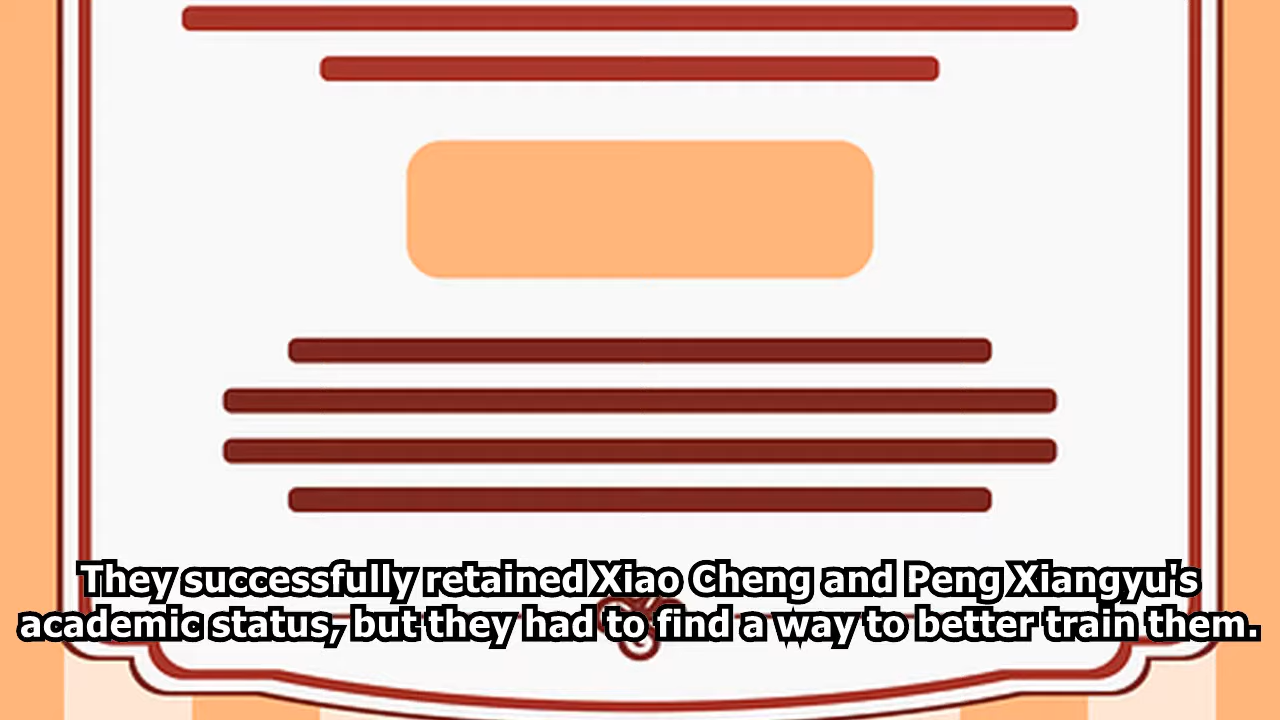 They successfully retained Xiao Cheng and Peng Xiangyu's
academic status, but they had to find a way to better train them.